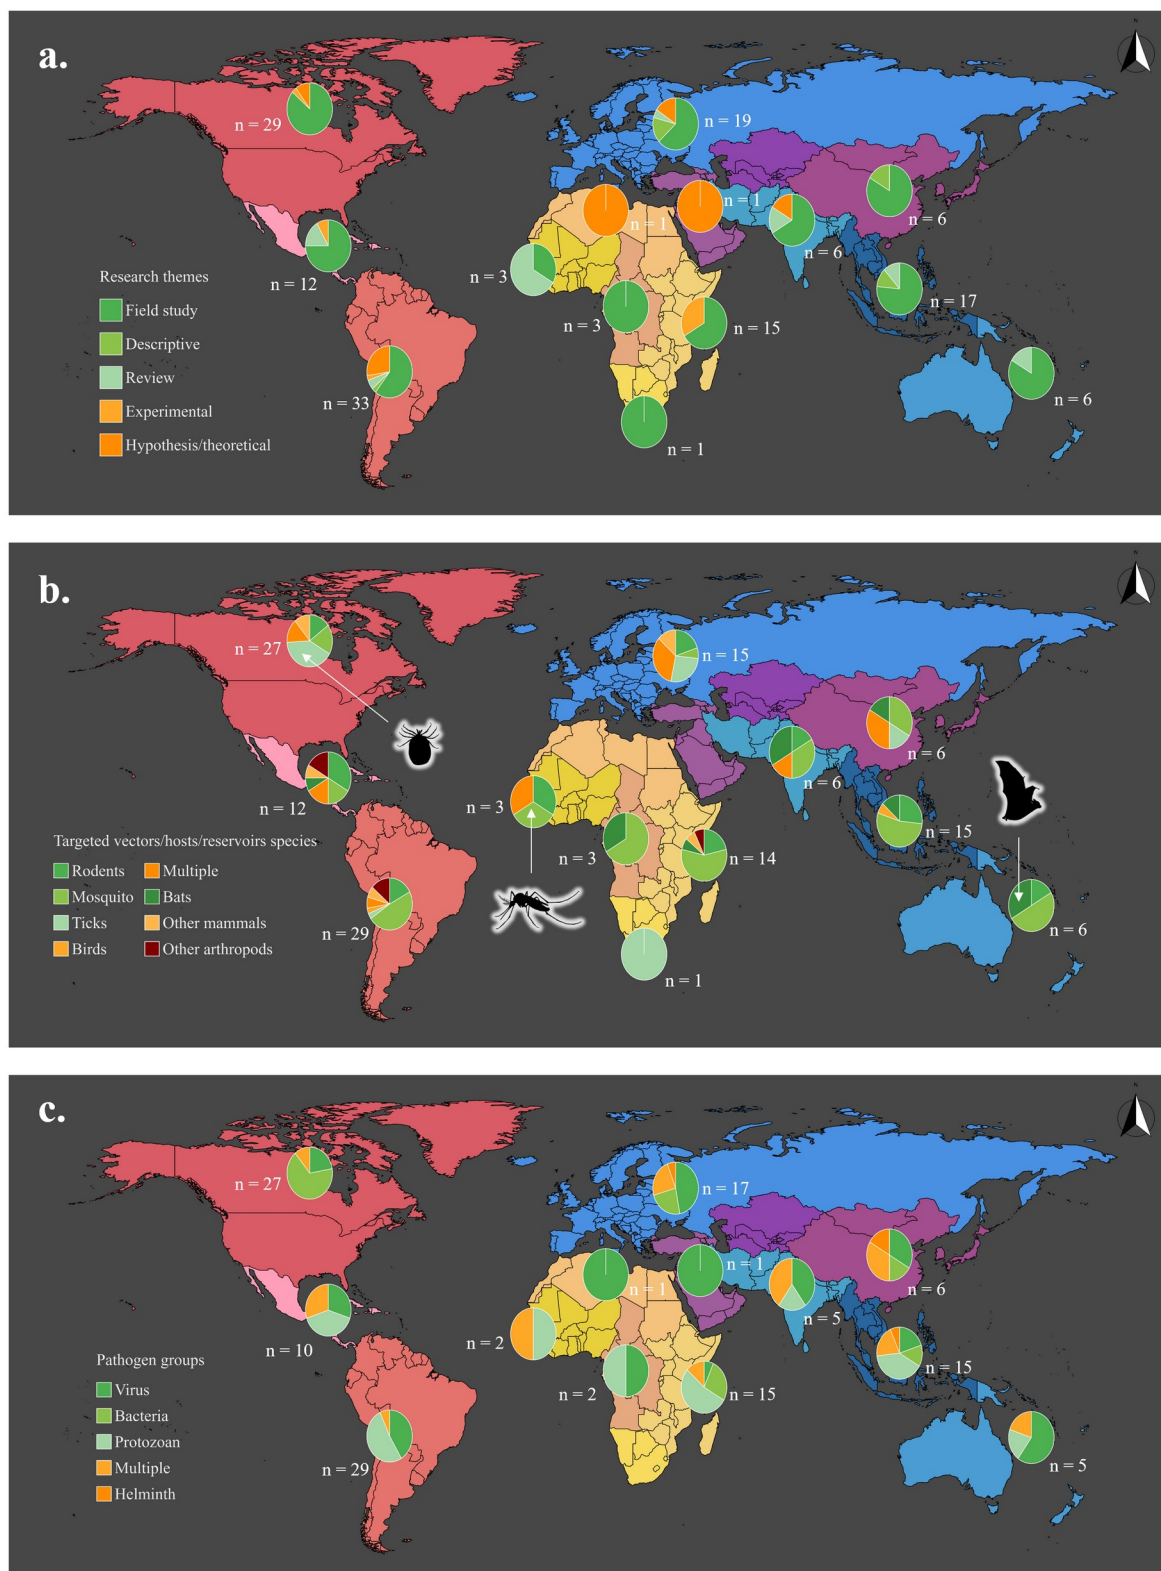 a.
N
n = 29
n = 19
n = 1
n = 1
n = 6
n = 6
n = 3
n = 12
n = 17
n = 3
n = 15
n = 6
n = 33
n = 1
Research themes
Field study
Descriptive
Review
Experimental
Hypothesis/theoretical
b.
N
n = 27
n = 15
n = 6
n = 6
n = 12
n = 3
n = 15
n = 3
n = 14
n = 6
n = 29
n = 1
Targeted vectors/hosts/reservoirs species
Rodents
Mosquito
Ticks
Birds
Multiple
Bats
Other mammals
Other arthropods
c.
N
n = 27
n = 17
n = 1
n = 1
n = 6
n = 5
n = 10
n = 2
n = 15
n = 2
n = 15
n = 5
n = 29
Pathogen groups
Virus
Bacteria
Protozoan
Multiple
Helminth